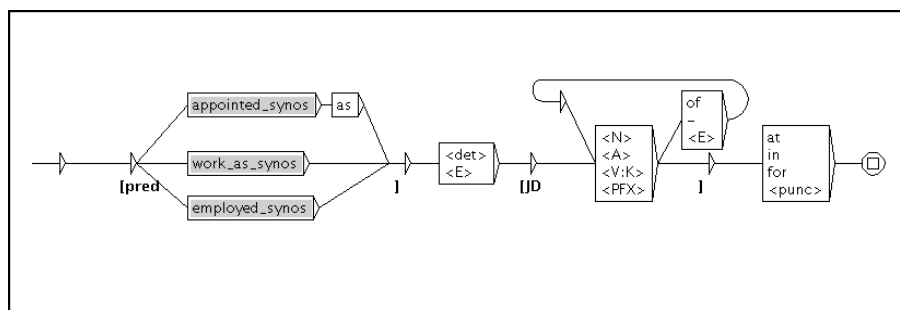 appointed_synos as
work_as_synos
employed_synos
[pred
]
<det>
<E>
[JD
<N>
<A>
<V:K>
<PFX>
of
–
<E>
]
at
in
for
<punc>